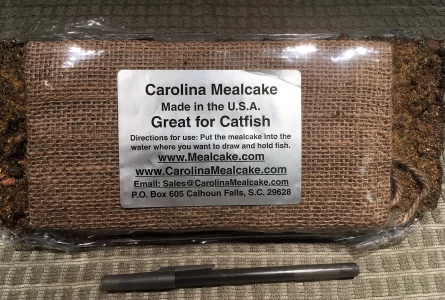 Carolina Mealcake
Made in the U.S.A.
Great for Catfish
Directions for use: Put the mealcake into the
water where you want to draw and hold fish.
www.Mealcake.com
www.CarolinaMealcake.com
Email: Sales@CarolinaMealcake.com
P.O. Box 605 Calhoun Falls, S.C. 29628